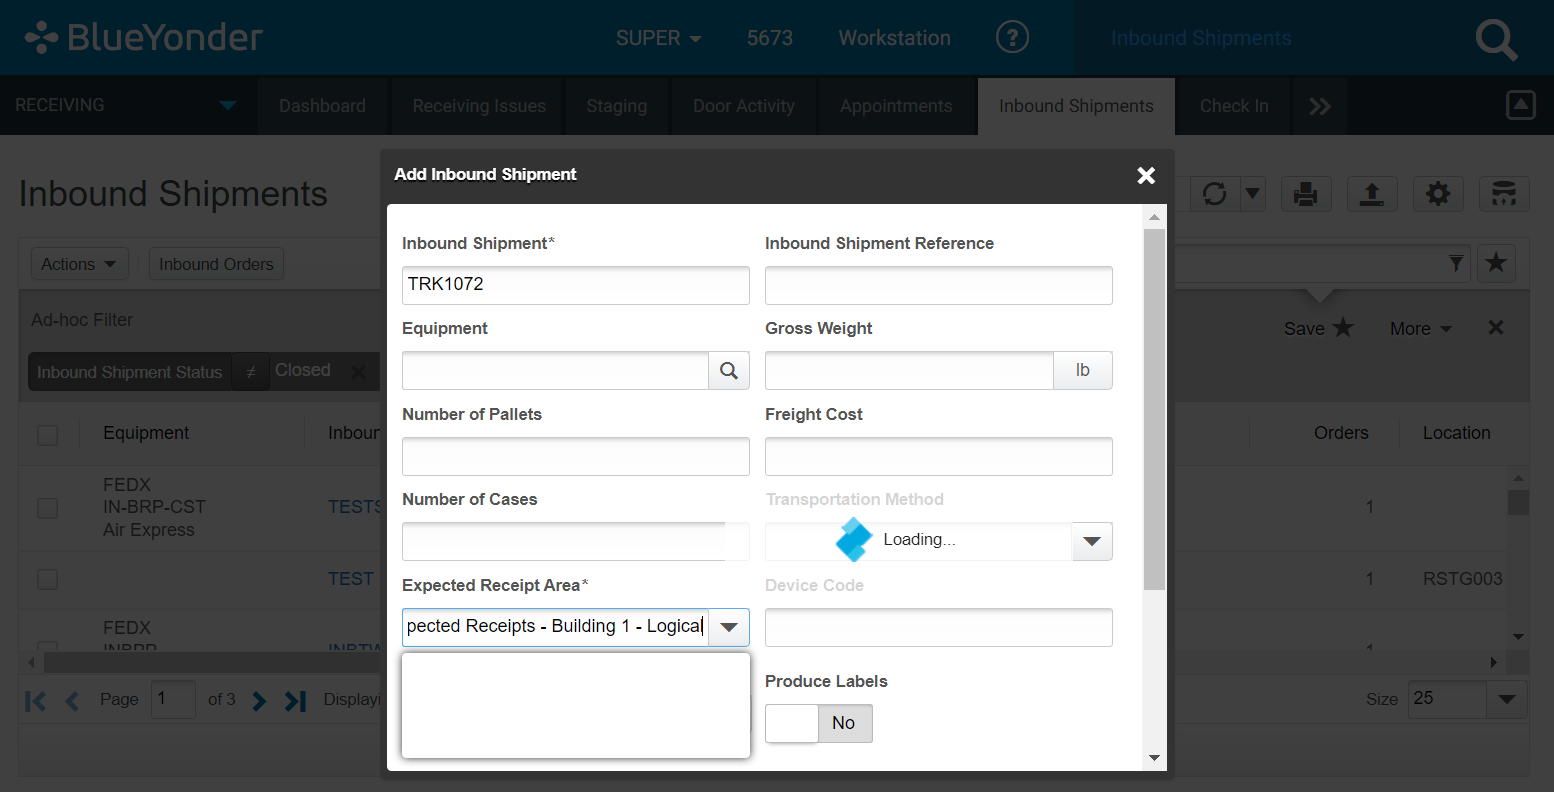 BlueYonder
SUPER
5673
Workstation
?
Inbound Shipments
RECEIVING
Dashboard
Receiving Issues
Staging
Door Activity
Appointments
Inbound Shipments
Check In
Inbound Shipments
Actions
Inbound Orders
Ad-hoc Filter
Save
More
Inbound Shipment Status
≠
Closed
Equipment
Inbour
Orders
Location
FEDX
IN-BRP-CST
Air Express
TESTS
1
TEST
1
RSTG003
FEDX
Page
1
of 3
Size
25
Add Inbound Shipment
Inbound Shipment*
TRK1072
Inbound Shipment Reference
Equipment
Gross Weight
lb
Number of Pallets
Freight Cost
Number of Cases
Transportation Method
Loading...
Expected Receipt Area*
pected Receipts - Building 1 - Logical
Device Code
Produce Labels
No